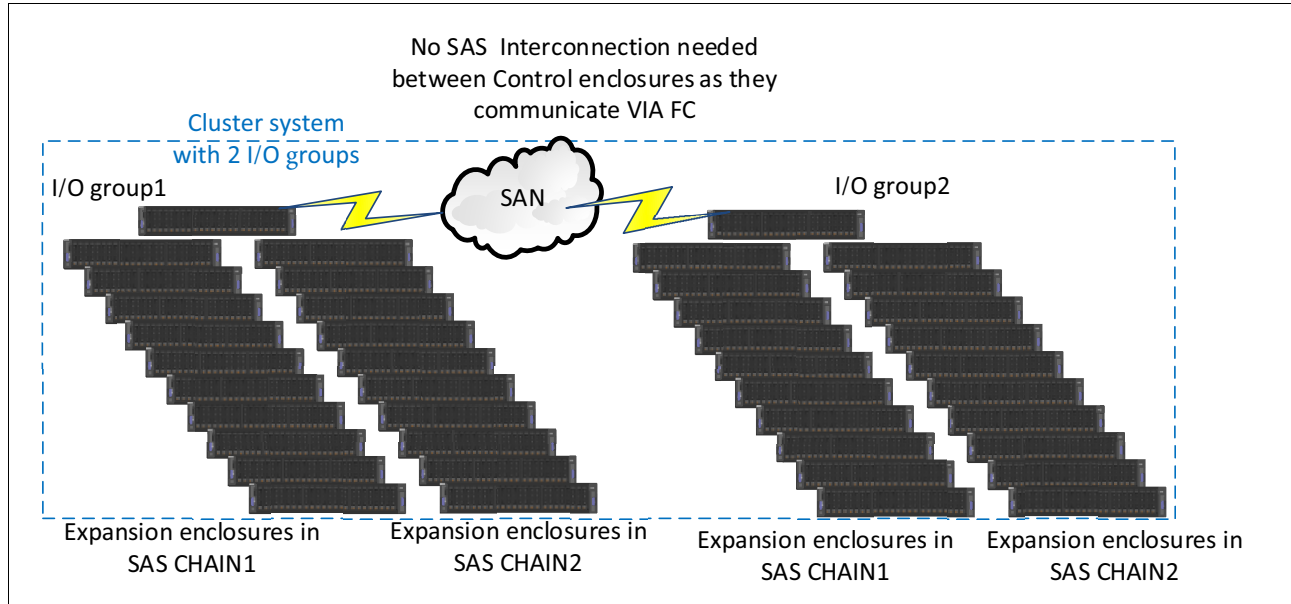 No SAS Interconnection needed
between Control enclosures as they
communicate VIA FC
Cluster system
with 2 I/O groups
I/O group1
SAN
I/O group2
Expansion enclosures in
SAS CHAIN1
Expansion enclosures in
SAS CHAIN2
Expansion enclosures in
SAS CHAIN1
Expansion enclosures in
SAS CHAIN2